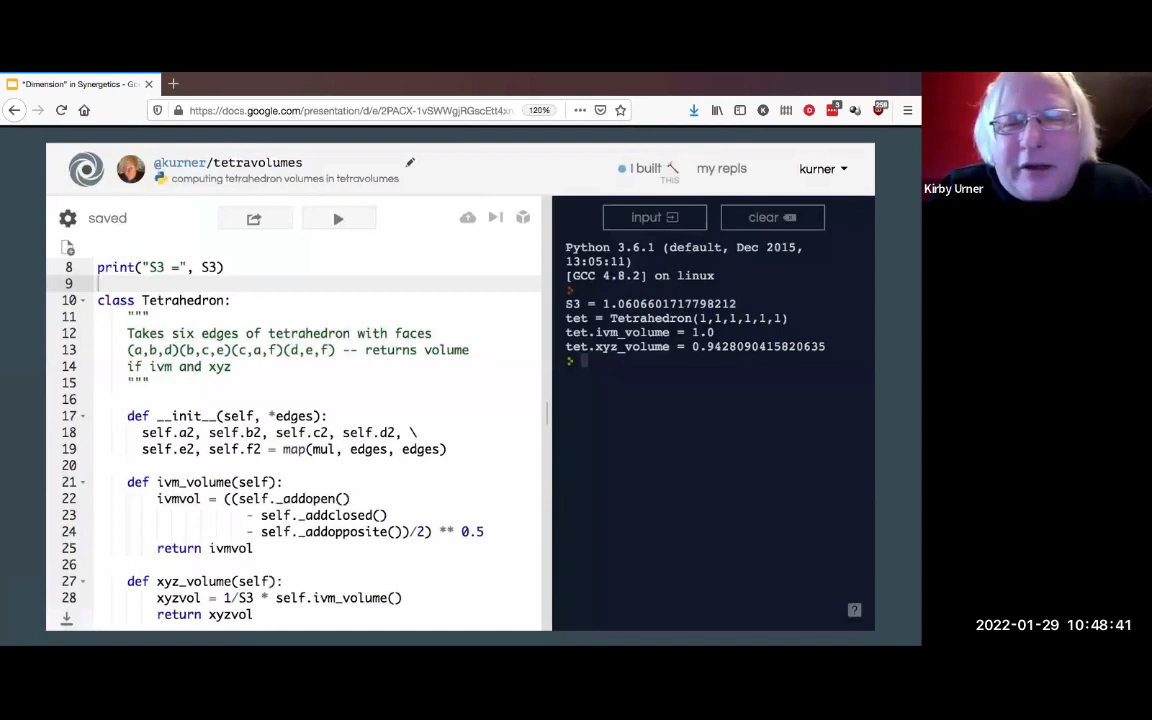 "Dimension" in Synergetics - Go
https://docs.google.com/presentation/d/e/2PACX-1vSWWgjRGscEtt4x
120%
3
258
@kurner/tetravolumes
computing tetrahedron volumes in tetravolumes
I built
THIS
my repls
kurner
saved
input
clear
8 print("S3 =", S3)
9
10 class Tetrahedron:
11 """
12 Takes six edges of tetrahedron with faces
13 (a,b,d)(b,c,e)(c,a,f)(d,e,f) -- returns volume
14 if ivm and xyz
15 """
16
17 def __init__(self, *edges):
18 self.a2, self.b2, self.c2, self.d2, \
19 self.e2, self.f2 = map(mul, edges, edges)
20
21 def ivm_volume(self):
22 ivmvol = ((self._addopen()
23 - self._addclosed()
24 - self._addopposite())/2) ** 0.5
25 return ivmvol
26
27 def xyz_volume(self):
28 xyzvol = 1/S3 * self.ivm_volume()
return xyzvol
Python 3.6.1 (default, Dec 2015,
13:05:11)
[GCC 4.8.2] on linux
S3 = 1.0606601717798212
tet = Tetrahedron(1,1,1,1,1,1)
tet.ivm_volume = 1.0
tet.xyz_volume = 0.9428090415820635
?
Kirby Urner
2022-01-29 10:48:41